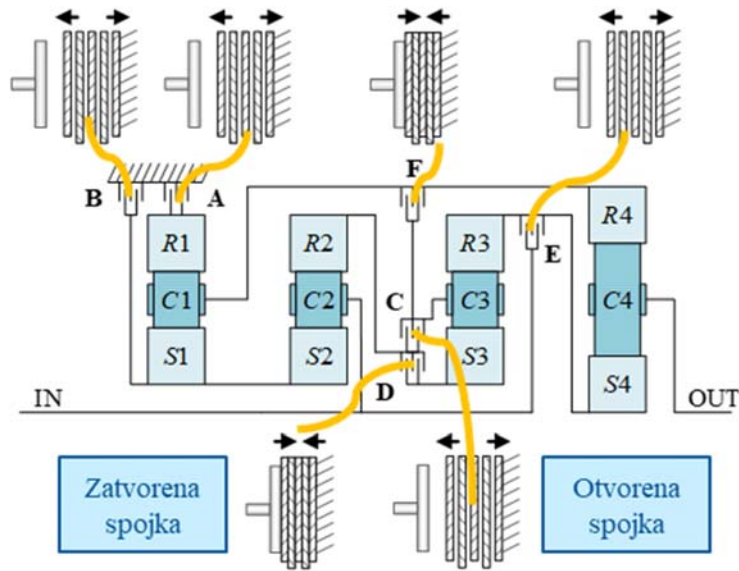 F
B
A
R1
R2
R3
R4
E
C
C1
C2
C3
C4
S1
S2
S3
S4
D
IN
OUT
Zatvorena
spojka
Otvorena
spojka